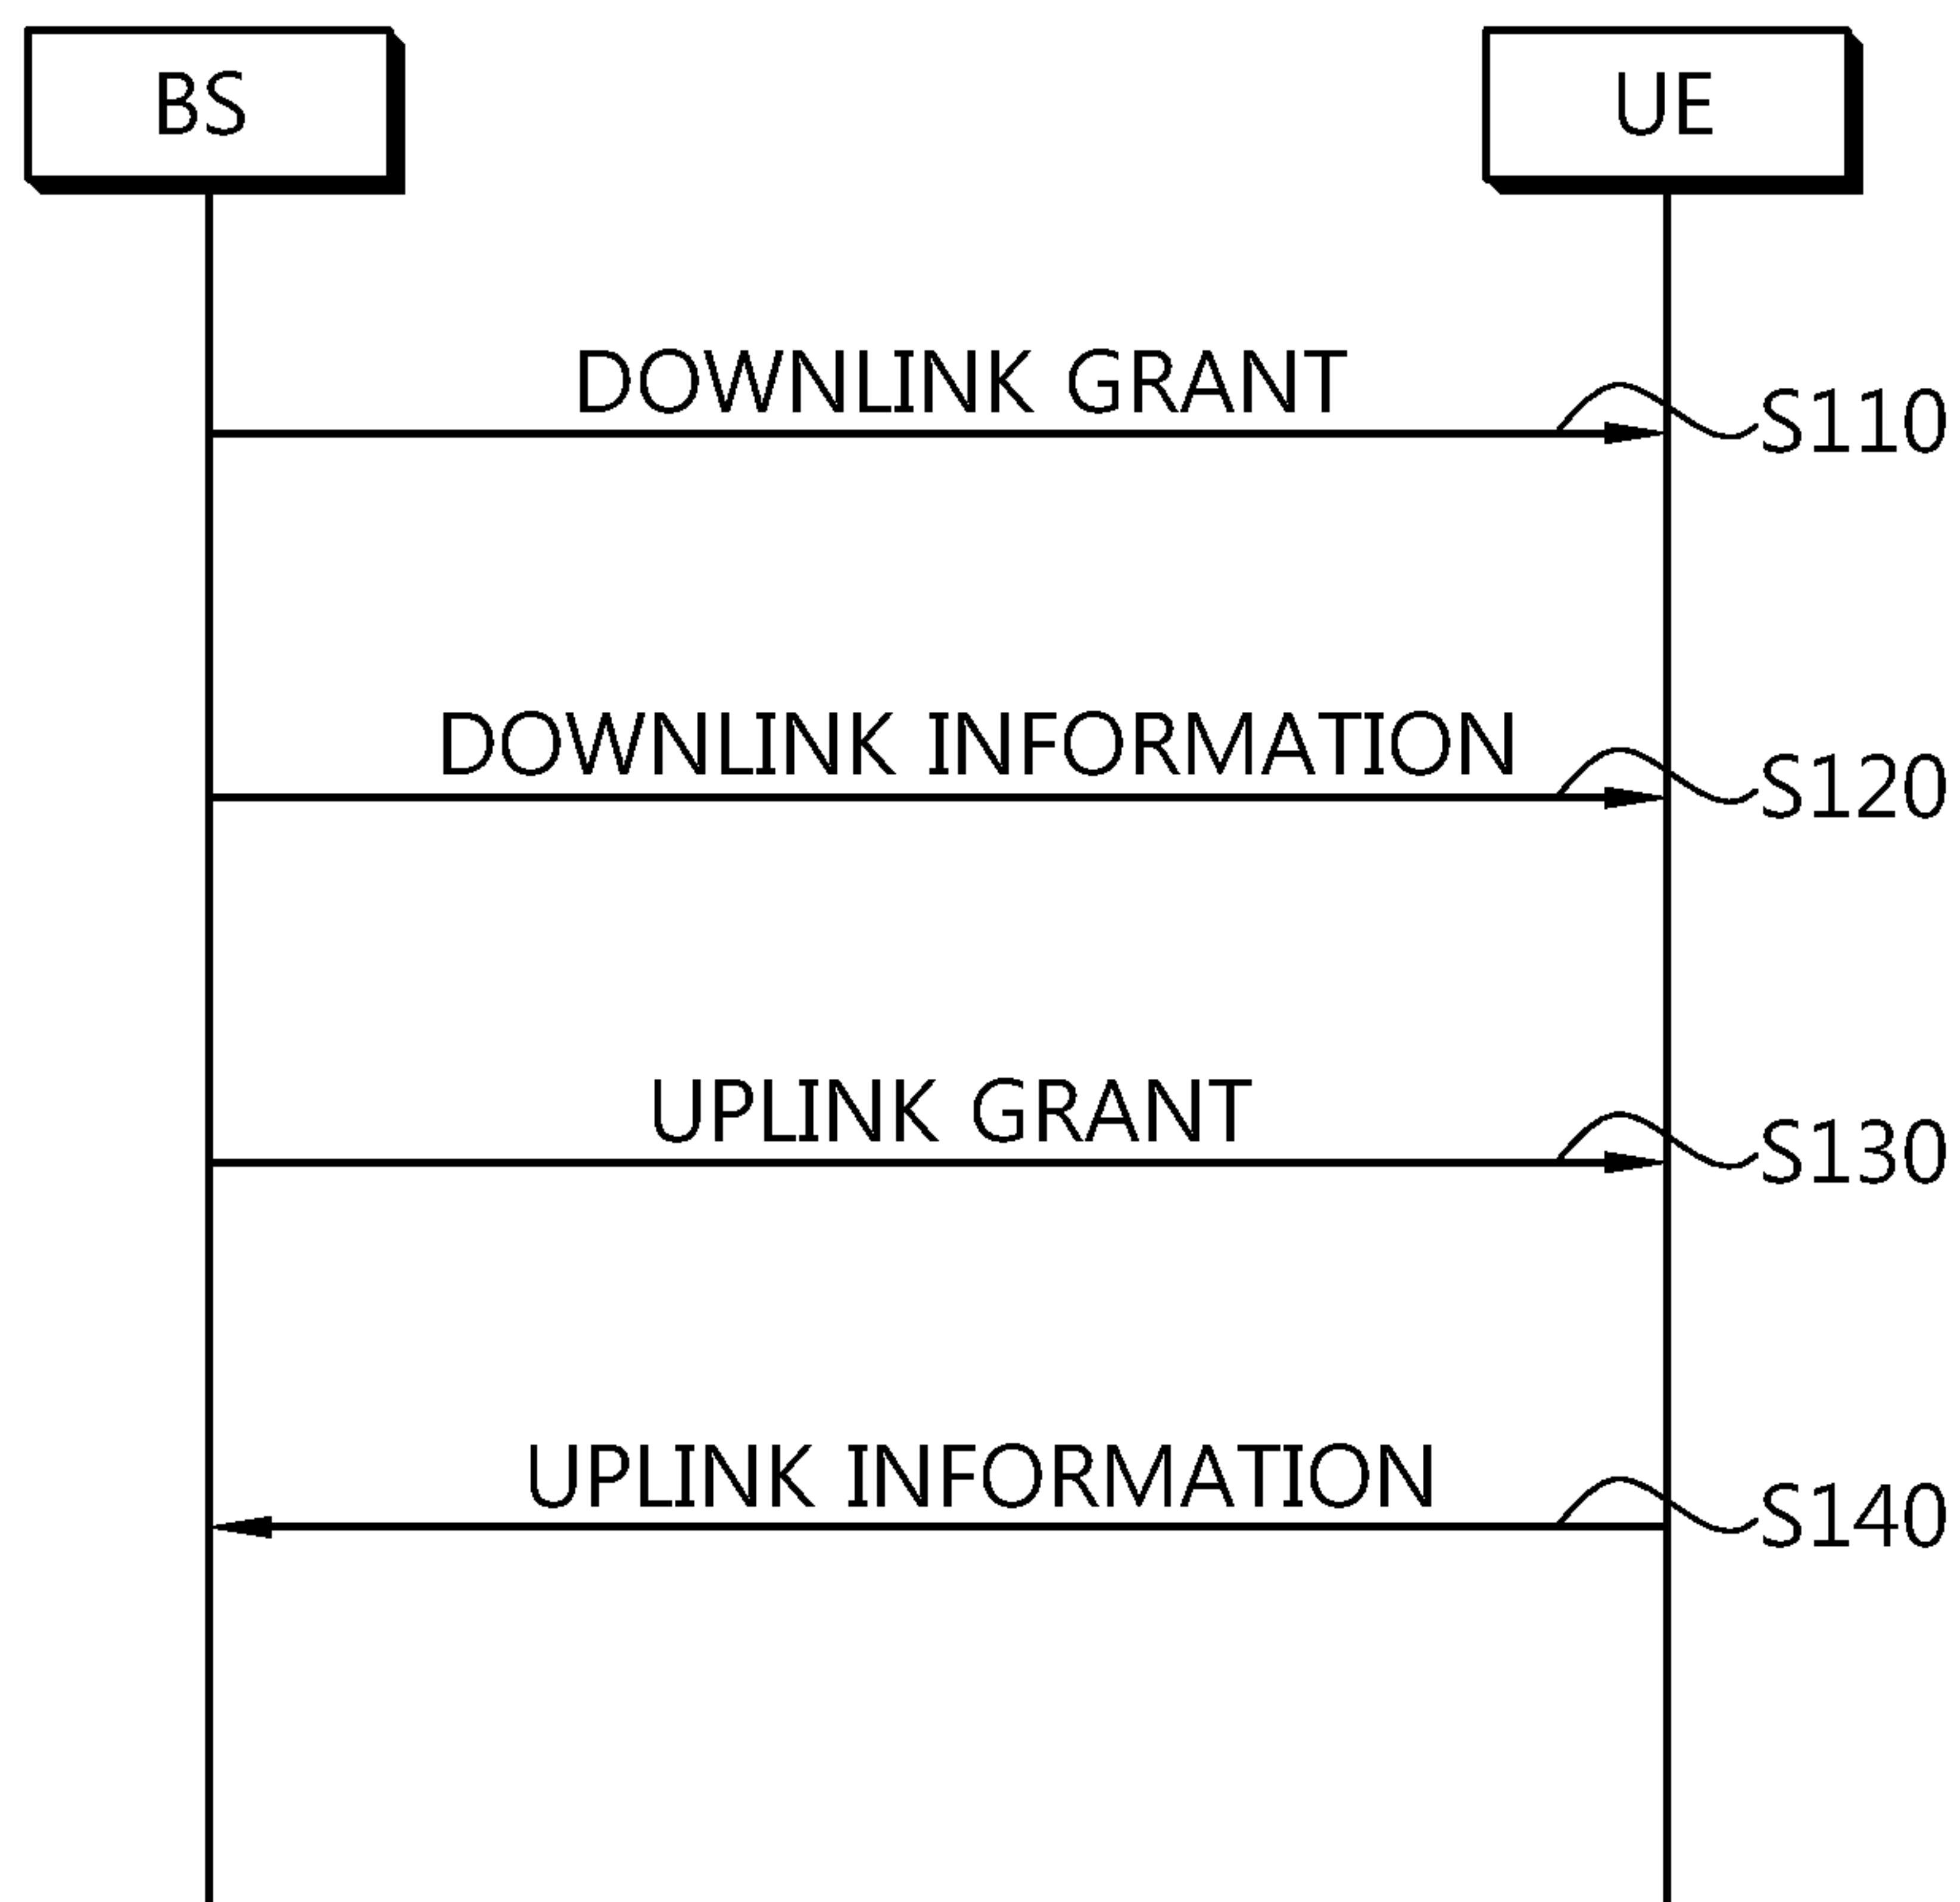 BS
UE
DOWNLINK GRANT
S110
DOWNLINK INFORMATION
S120
UPLINK GRANT
S130
UPLINK INFORMATION
S140